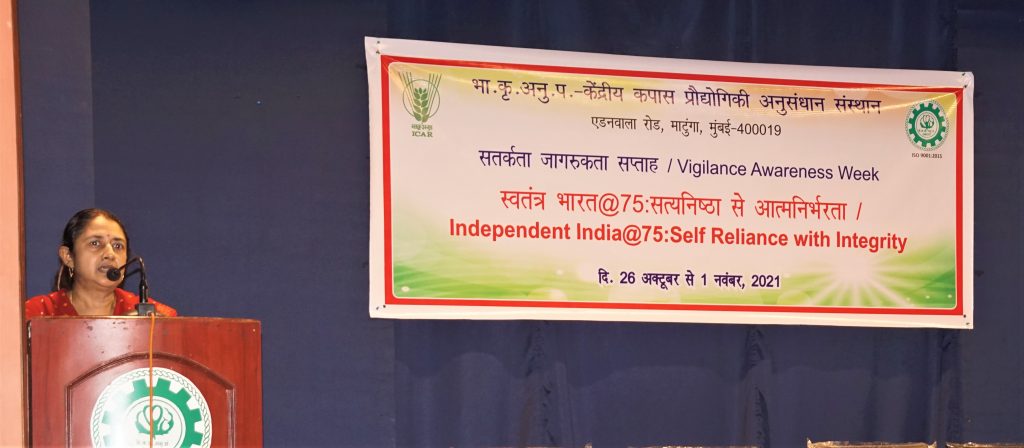 भा.कृ.अनु.प.-केंद्रीय कपास प्रौद्योगिकी अनुसंधान संस्थान
एडनवाला रोड, माटुंगा, मुंबई-400019
भाकृअनुप
ICAR
ISO 9001:2015
सतर्कता जागरुकता सप्ताह / Vigilance Awareness Week
स्वतंत्र भारत@75:सत्यनिष्ठा से आत्मनिर्भरता /
Independent India@75:Self Reliance with Integrity
दि. 26 अक्टूबर से 1 नवंबर, 2021